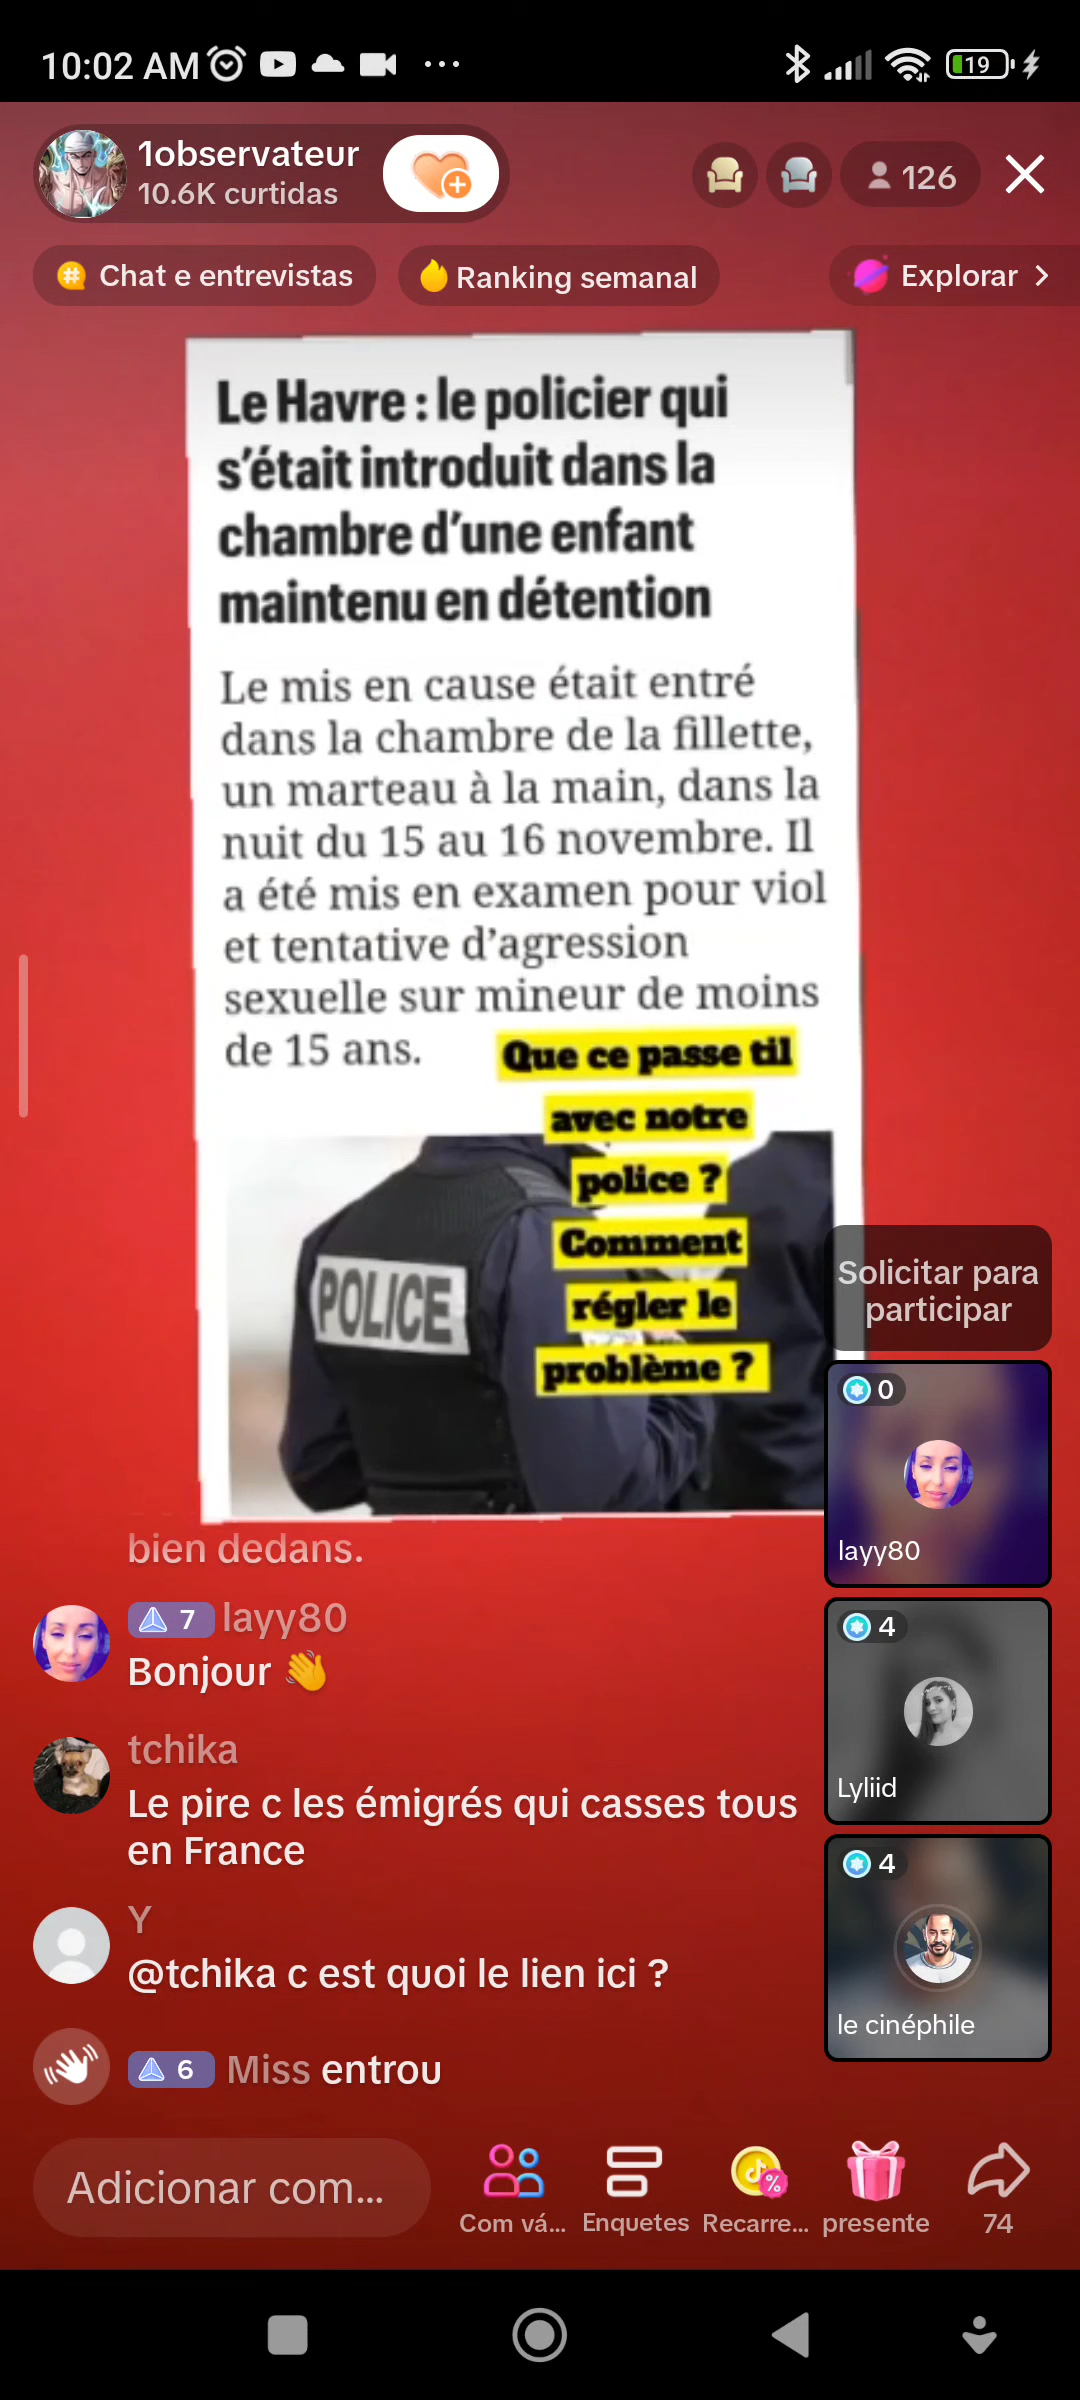 10:02 AM
19
1observateur
10.6K curtidas
126
Chat e entrevistas
Ranking semanal
Explorar
Le Havre : le policier qui
s'était introduit dans la
chambre d'une enfant
maintenu en détention
Le mis en cause était entré
dans la chambre de la fillette,
un marteau à la main, dans la
nuit du 15 au 16 novembre. Il
a été mis en examen pour viol
et tentative d'agression
sexuelle sur mineur de moins
de 15 ans.
Que ce passe til
avec notre
police ?
Comment
régler le
problème ?
POLICE
Solicitar para
participar
0
layy80
4
Lyliid
4
le cinéphile
bien dedans.
7 layy80
Bonjour 👋
tchika
Le pire c les émigrés qui casses tous
en France
Y
@tchika c est quoi le lien ici ?
6 Miss entrou
Adicionar com...
Com vá...
Enquetes
Recarre...
presente
74